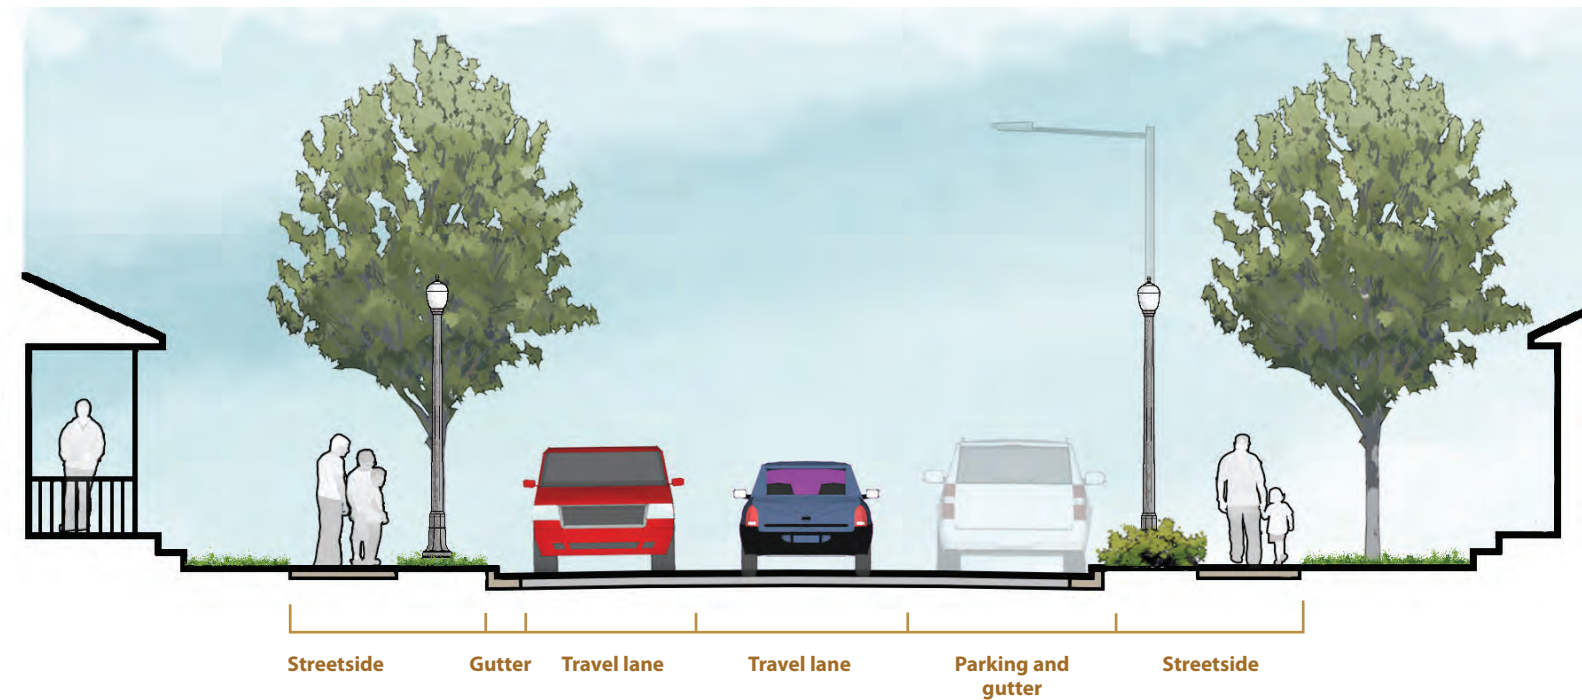 Streetside
Gutter
Travel lane
Travel lane
Parking and
gutter
Streetside